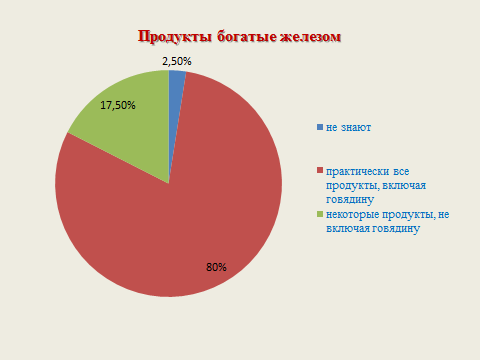 Продукты богатые железом
2,50%
17,50%
80%
не знают
практически все
продукты, включая
говядину
некоторые продукты, не
включая говядину